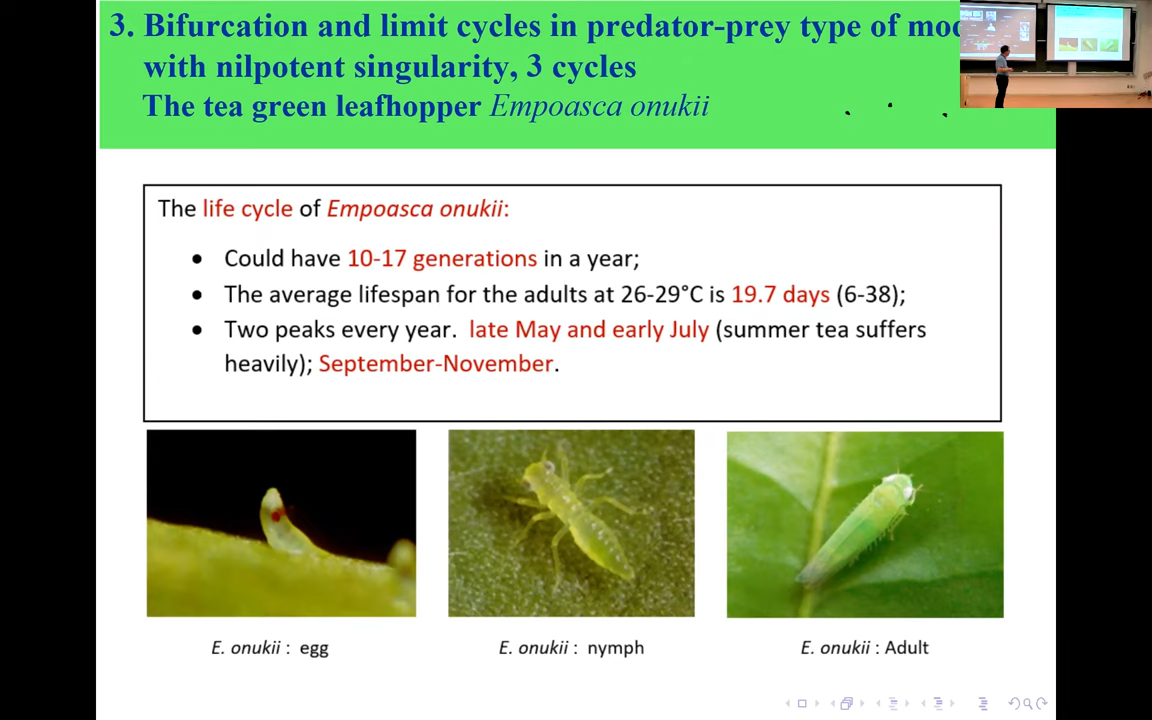 3. Bifurcation and limit cycles in predator-prey type of
with nilpotent singularity, 3 cycles
The tea green leafhopper Empoasca onukii
The life cycle of Empoasca onukii:
• Could have 10-17 generations in a year;
• The average lifespan for the adults at 26-29°C is 19.7 days (6-38);
• Two peaks every year. late May and early July (summer tea suffers
heavily); September-November.
E. onukii : egg
E. onukii : nymph
E. onukii : Adult